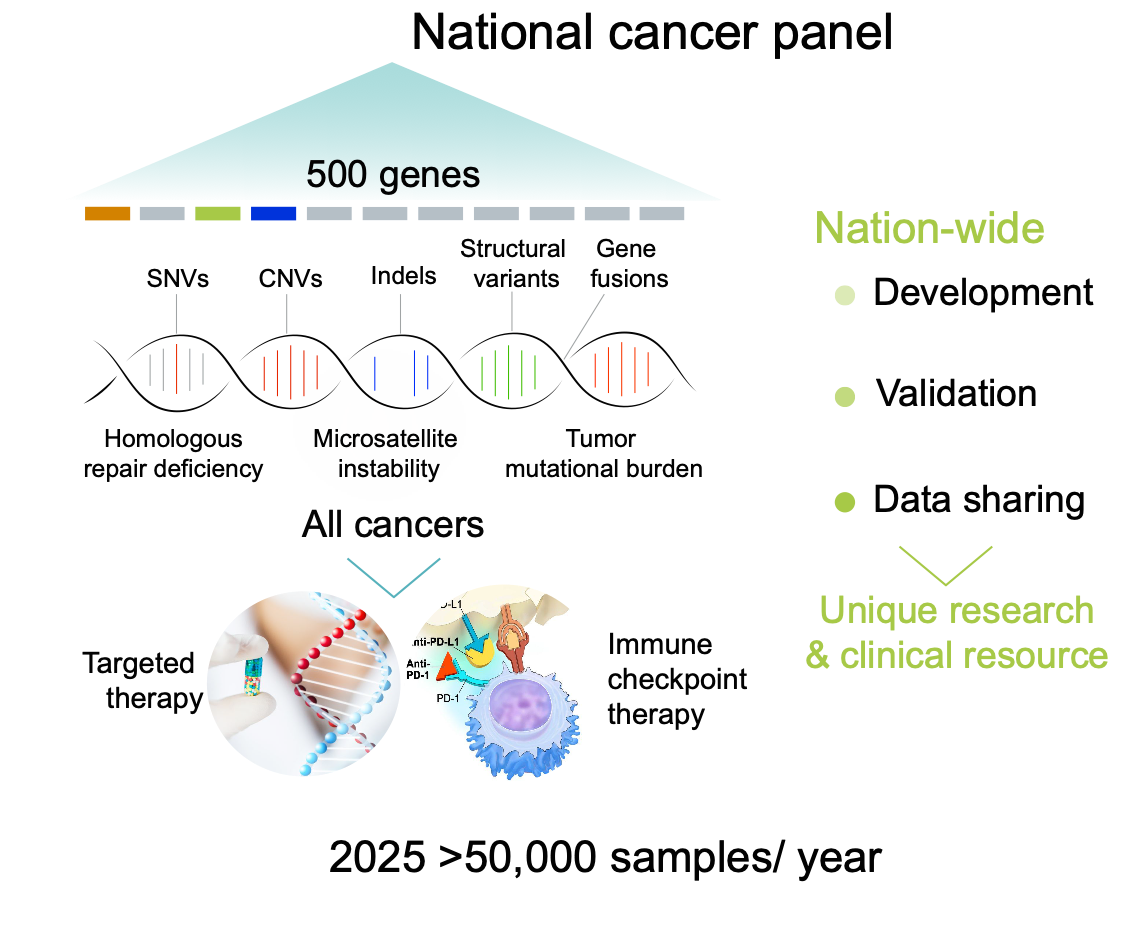 National cancer panel
500 genes
SNVs
CNVs
Indels
Structural
variants
Gene
fusions
Homologous
repair deficiency
Microsatellite
instability
Tumor
mutational burden
All cancers
Targeted
therapy
D-L1
nti-PD-L1
Anti-
PD-1
PD-1
Immune
checkpoint
therapy
Nation-wide
Development
Validation
Data sharing
Unique research
& clinical resource
2025 >50,000 samples/ year